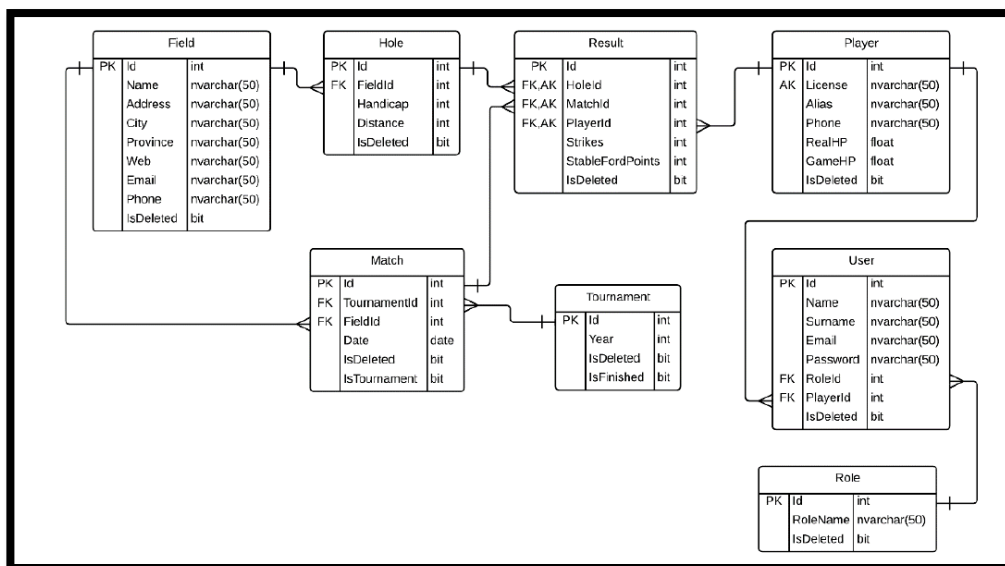 Field
PK Id int
Name nvarchar(50)
Address nvarchar(50)
City nvarchar(50)
Province nvarchar(50)
Web nvarchar(50)
Email nvarchar(50)
Phone nvarchar(50)
IsDeleted bit
Hole
PK Id int
FK FieldId int
Handicap int
Distance int
IsDeleted bit
Result
PK Id int
FK,AK HoleId int
FK,AK MatchId int
FK,AK PlayerId int
Strikes int
StableFordPoints int
IsDeleted bit
Player
PK Id int
AK License nvarchar(50)
Alias nvarchar(50)
Phone nvarchar(50)
RealHP float
GameHP float
IsDeleted bit
Match
PK Id int
FK TournamentId int
FK FieldId int
Date date
IsDeleted bit
IsTournament bit
Tournament
PK Id int
Year int
IsDeleted bit
IsFinished bit
User
PK Id int
Name nvarchar(50)
Surname nvarchar(50)
Email nvarchar(50)
Password nvarchar(50)
FK RoleId int
FK PlayerId int
IsDeleted bit
Role
PK Id int
RoleName nvarchar(50)
IsDeleted bit